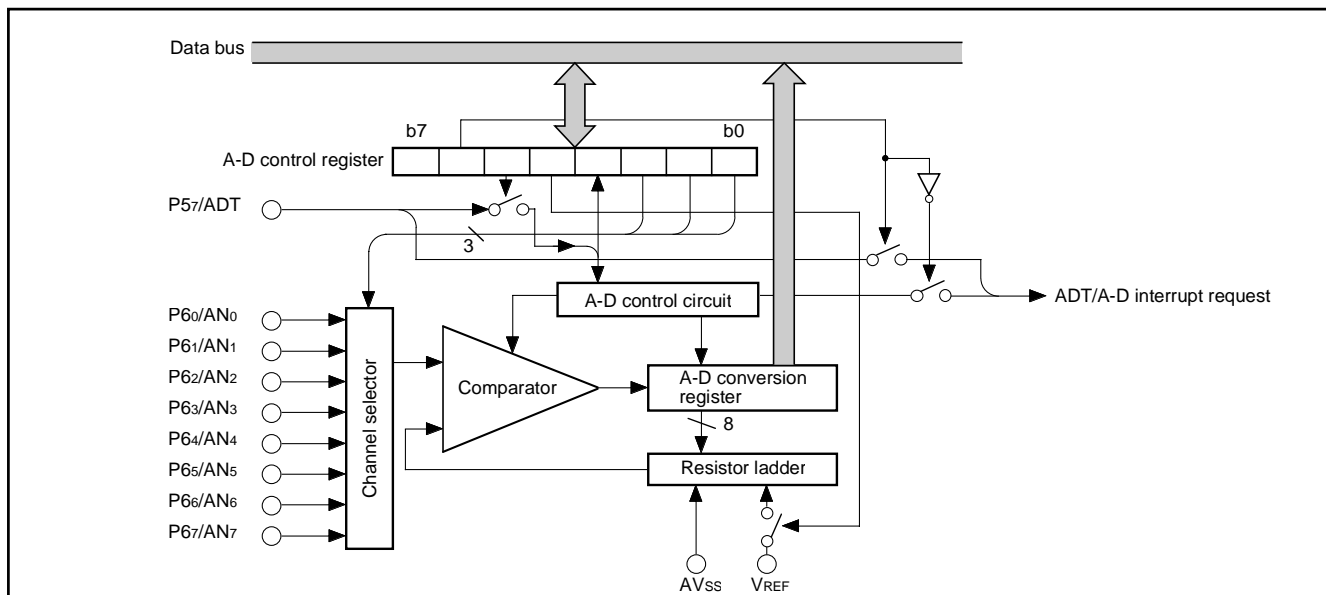 Data bus
b7
b0
A-D control register
P57/ADT
3
A-D control circuit
ADT/A-D interrupt request
P60/AN0
P61/AN1
P62/AN2
P63/AN3
P64/AN4
P65/AN5
P66/AN6
P67/AN7
Channel selector
Comparator
A-D conversion
register
8
Resistor ladder
AVSS
VREF